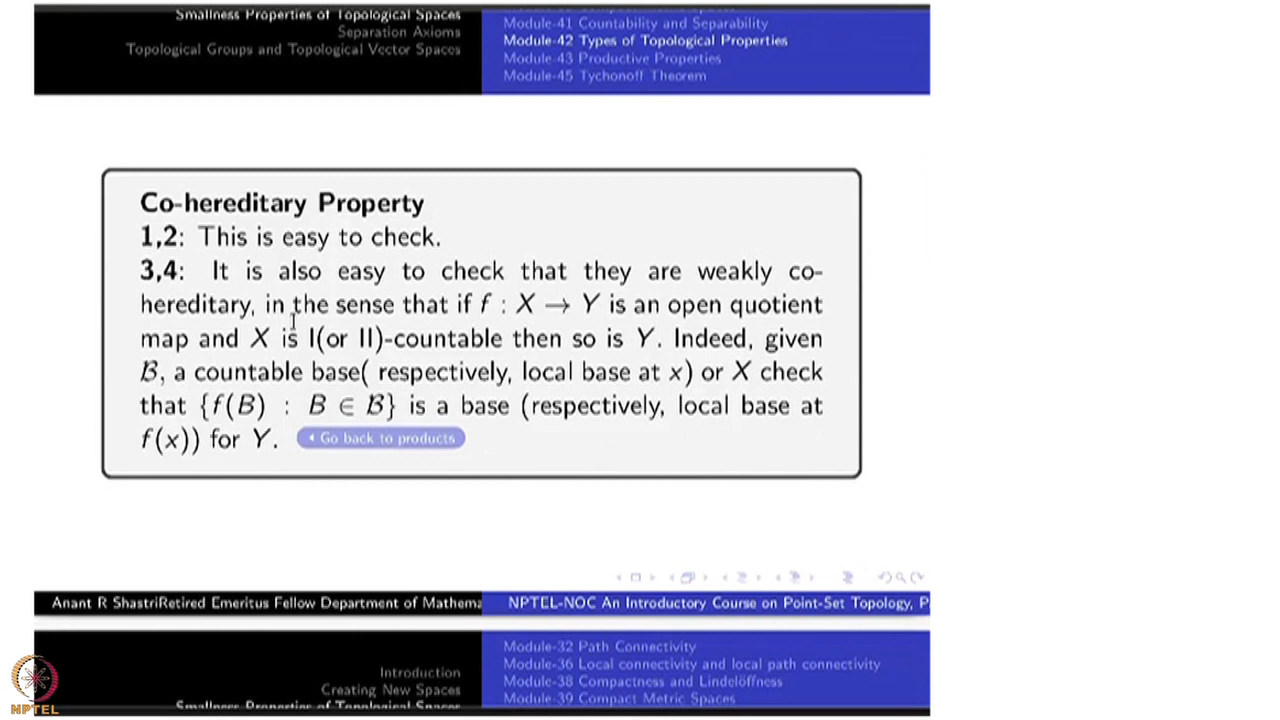 Smallness Properties of Topological Spaces
Separation Axioms
Topological Groups and Topological Vector Spaces
Module-41 Countability and Separability
Module-42 Types of Topological Properties
Module-43 Productive Properties
Module-45 Tychonoff Theorem
Co-hereditary Property
1,2: This is easy to check.
3,4: It is also easy to check that they are weakly co-
hereditary, in the sense that if f : X → Y is an open quotient
map and X is I(or II)-countable then so is Y. Indeed, given
ℬ, a countable base( respectively, local base at x) or X check
that {f(B) : B ∈ ℬ} is a base (respectively, local base at
f(x)) for Y. Go back to products
Anant R ShastriRetired Emeritus Fellow Department of Mathema
NPTEL-NOC An Introductory Course on Point-Set Topology, P
Introduction
Creating New Spaces
Smallness Properties of Topological Spaces
Module-32 Path Connectivity
Module-36 Local connectivity and local path connectivity
Module-38 Compactness and Lindelöffness
Module-39 Compact Metric Spaces
NPTEL